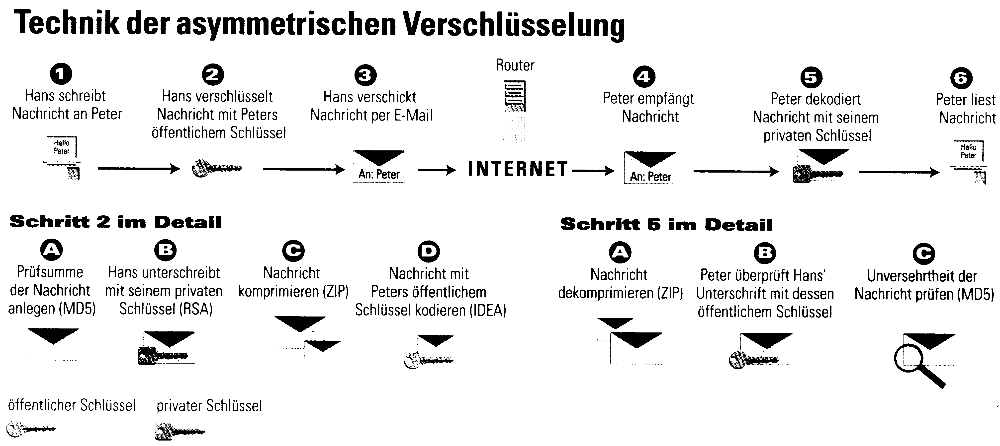 Technik der asymmetrischen Verschlüsselung
1
Hans schreibt
Nachricht an Peter
Hallo
Peter
2
Hans verschlüsselt
Nachricht mit Peters
öffentlichem Schlüssel
3
Hans verschickt
Nachricht per E-Mail
An: Peter
Router
INTERNET
4
Peter empfängt
Nachricht
An: Peter
5
Peter dekodiert
Nachricht mit seinem
privaten Schlüssel
6
Peter liest
Nachricht
Hallo
Peter
Schritt 2 im Detail
A
Prüfsumme
der Nachricht
anlegen (MD5)
B
Hans unterschreibt
mit seinem privaten
Schlüssel (RSA)
C
Nachricht
komprimieren (ZIP)
D
Nachricht mit
Peters öffentlichem
Schlüssel kodieren (IDEA)
Schritt 5 im Detail
A
Nachricht
dekomprimieren (ZIP)
B
Peter überprüft Hans'
Unterschrift mit dessen
öffentlichem Schlüssel
C
Unversehrtheit der
Nachricht prüfen (MD5)
öffentlicher Schlüssel
privater Schlüssel